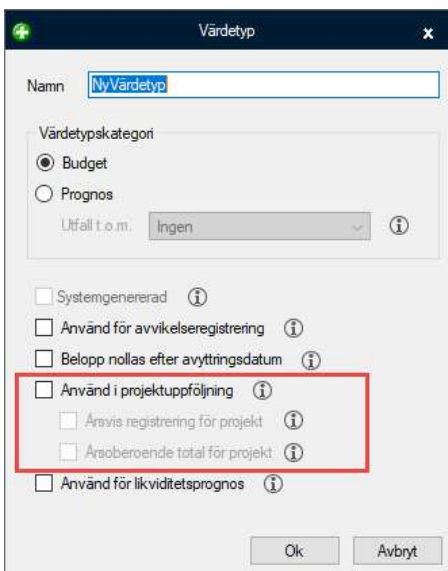 Värdetyp
x
Namn NyVärdetyp
Värdetypskategori
Budget
Prognos
Utfall t.o.m. Ingen
Systemgenererad
Använd för avvikelseregistrering
Belopp nollas efter avyttringsdatum
Använd i projektuppföljning
Årsvis registrering för projekt
Årsoberoende total för projekt
Använd för likviditetsprognos
Ok Avbryt